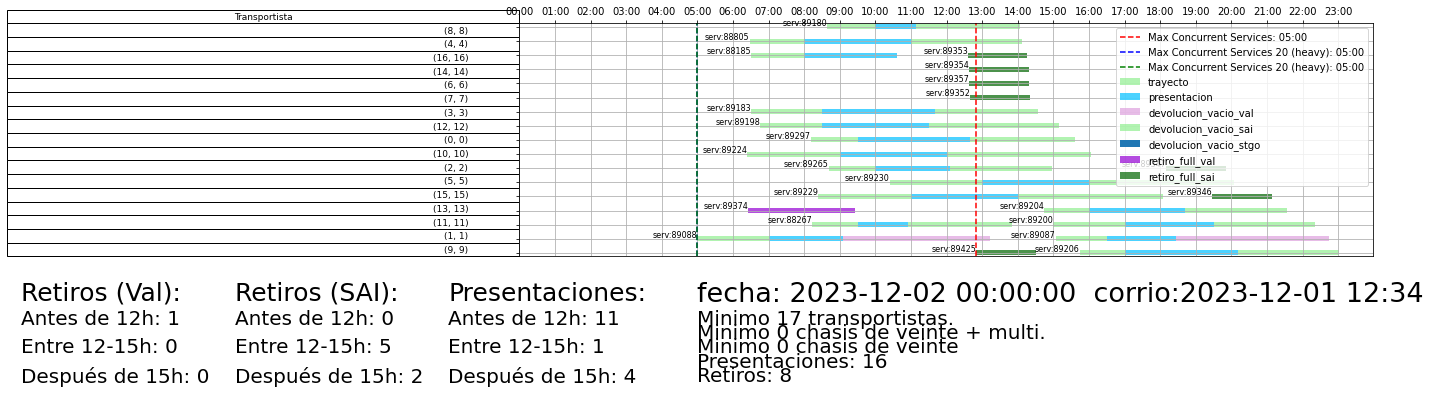 Transportista
00:00 01:00 02:00 03:00 04:00 05:00 06:00 07:00 08:00 09:00 10:00 11:00 12:00 13:00 14:00 15:00 16:00 17:00 18:00 19:00 20:00 21:00 22:00 23:00
(8, 8) serv:89180
(4, 4) serv:88805
(16, 16) serv:88185 serv:89353
(14, 14) serv:89354
(6, 6) serv:89357
(7, 7) serv:89352
(3, 3) serv:89183
(12, 12) serv:89198
(0, 0) serv:89297
(10, 10) serv:89224
(2, 2) serv:89265
(5, 5) serv:89230
(15, 15) serv:89229 serv:89346
(13, 13) serv:89374 serv:89204
(11, 11) serv:88267 serv:89200
(1, 1) serv:89088 serv:89087
(9, 9) serv:89425 serv:89206
Max Concurrent Services: 05:00
Max Concurrent Services 20 (heavy): 05:00
Max Concurrent Services 20 (heavy): 05:00
trayecto
presentacion
devolucion_vacio_val
devolucion_vacio_sai
devolucion_vacio_stgo
retiro_full_val
retiro_full_sai
Retiros (Val):
Antes de 12h: 1
Entre 12-15h: 0
Después de 15h: 0
Retiros (SAI):
Antes de 12h: 0
Entre 12-15h: 5
Después de 15h: 2
Presentaciones:
Antes de 12h: 11
Entre 12-15h: 1
Después de 15h: 4
fecha: 2023-12-02 00:00:00 corrio:2023-12-01 12:34
Minimo 17 transportistas.
Minimo 0 chasis de veinte + multi.
Minimo 0 chasis de veinte
Presentaciones: 16
Retiros: 8